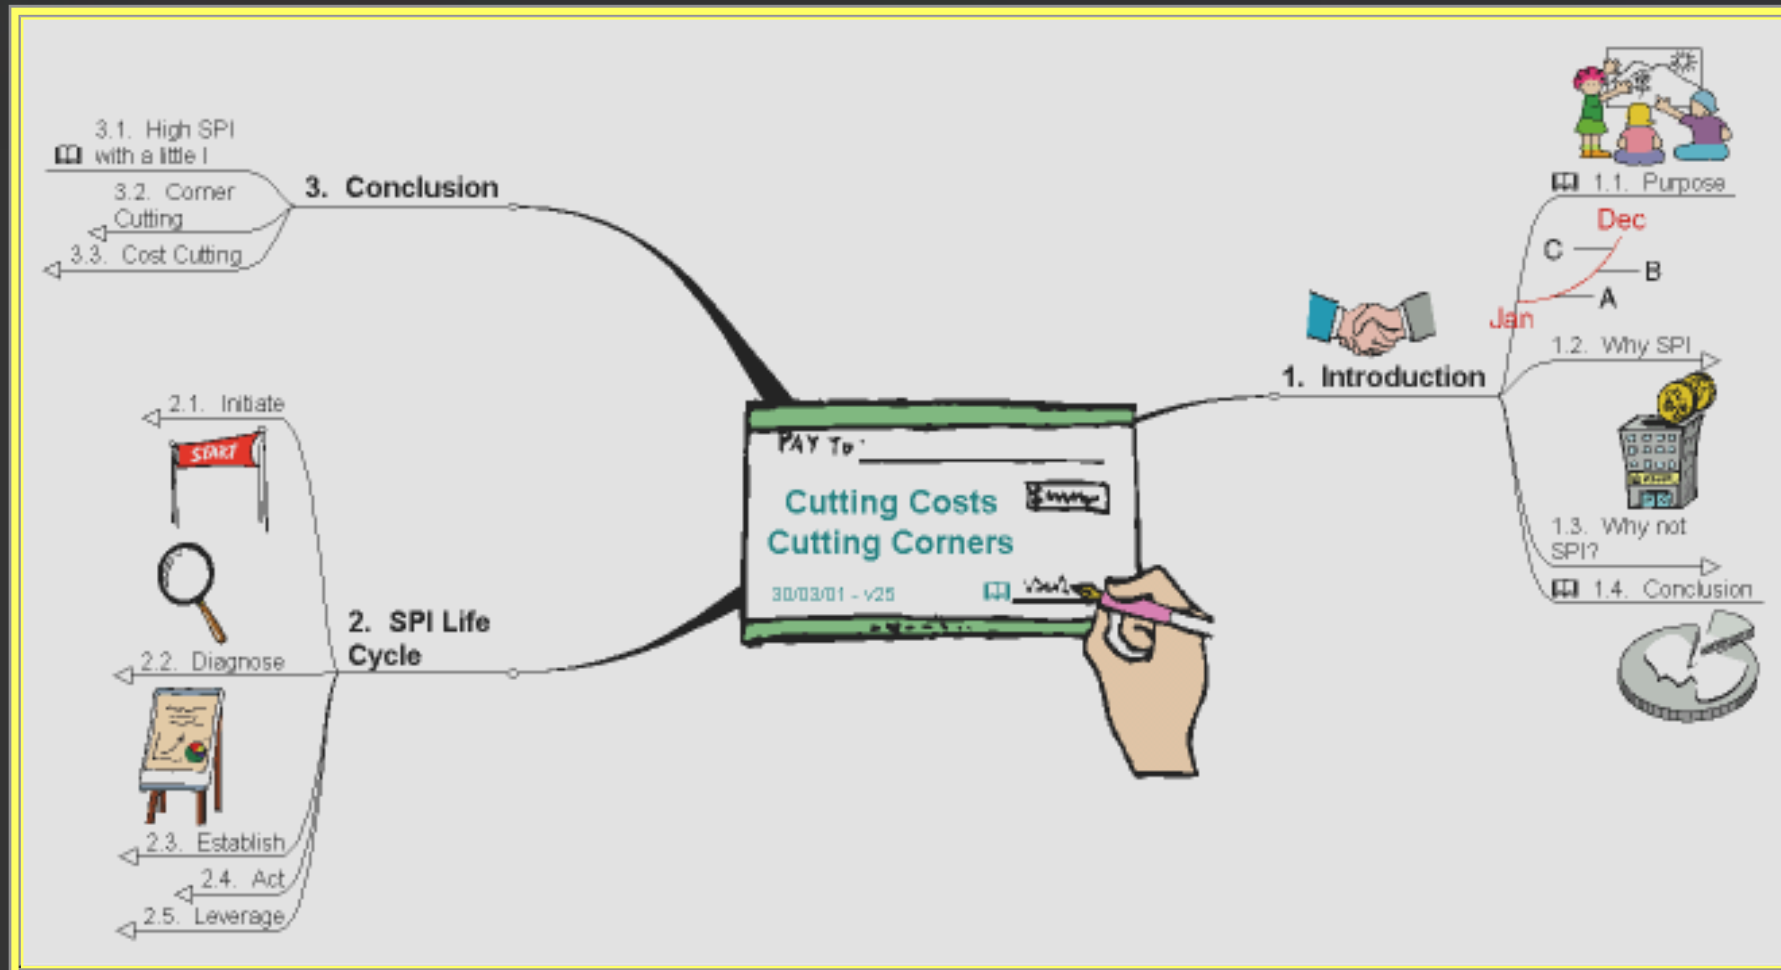 PAY TO:
Cutting Costs
Cutting Corners
30/03/01 - v25
1. Introduction
1.1. Purpose
Dec
C
B
A
Jan
1.2. Why SPI
1.3. Why not
SPI?
1.4. Conclusion
2. SPI Life
Cycle
2.1. Initiate
START
2.2. Diagnose
2.3. Establish
2.4. Act
2.5. Leverage
3. Conclusion
3.1. High SPI
with a little I
3.2. Corner
Cutting
3.3. Cost Cutting